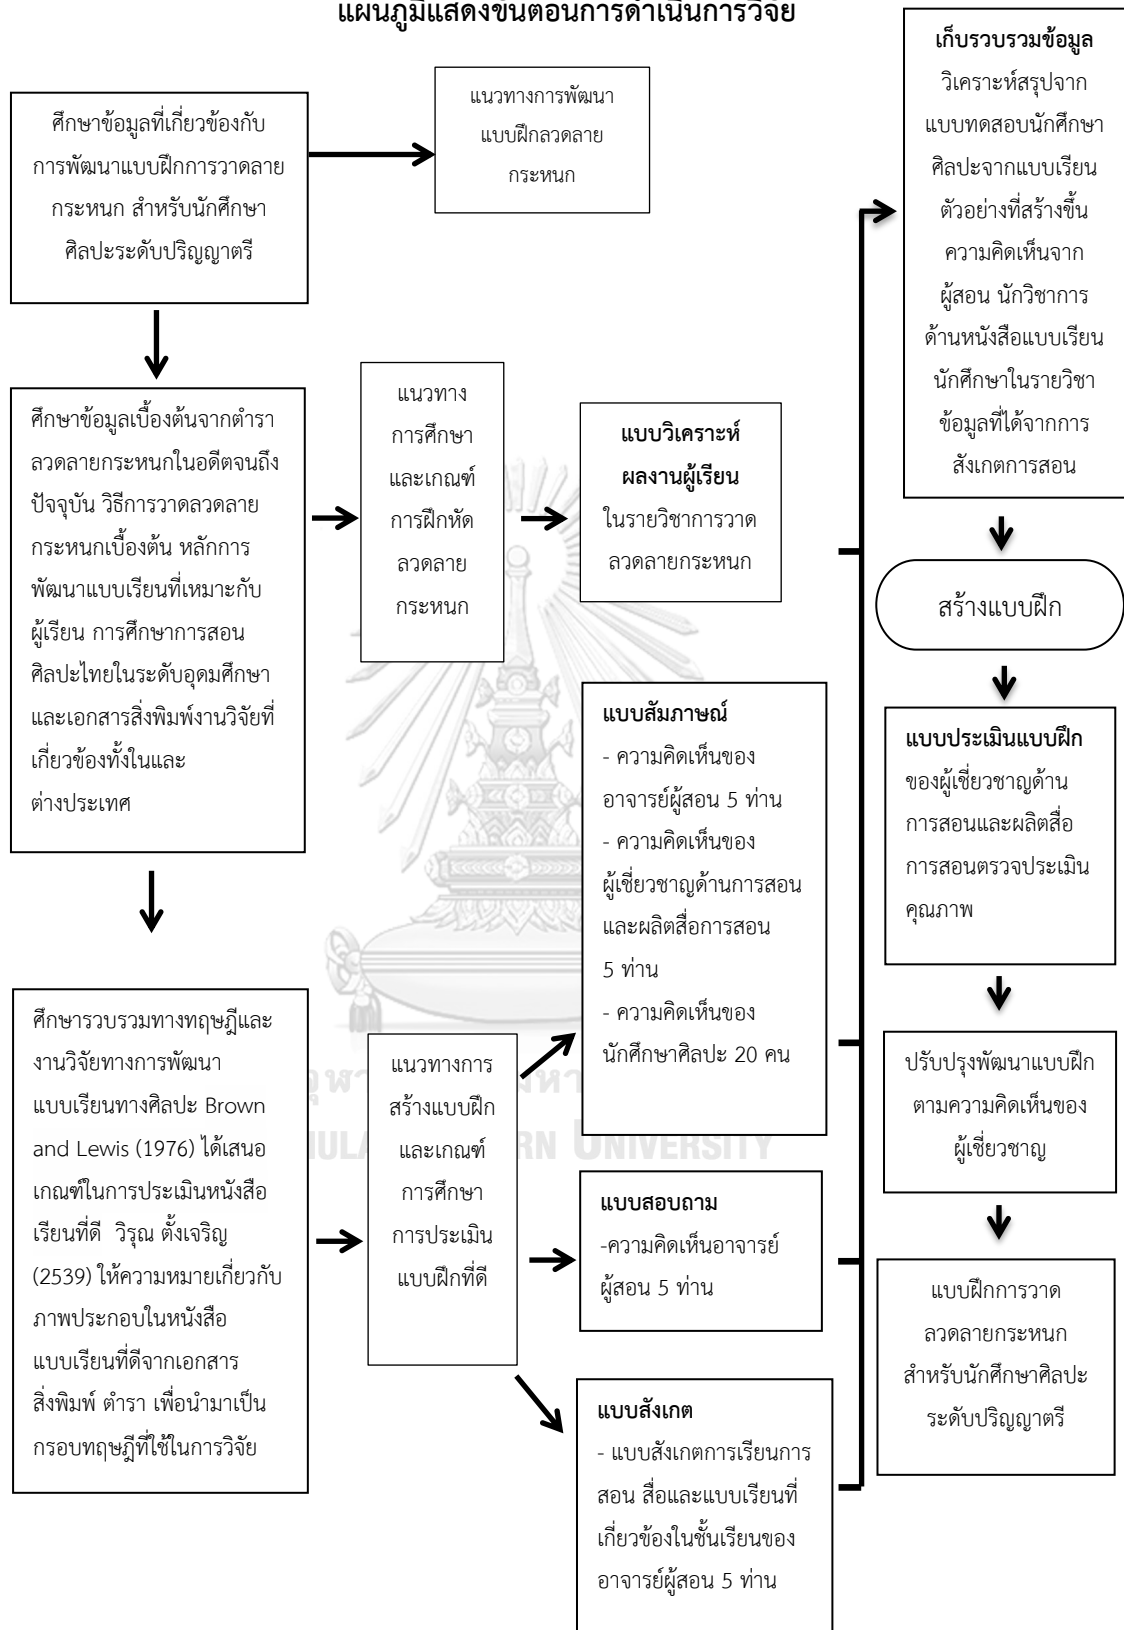 แผนภูมิแสดงขั้นตอนการดำเนินการวิจัย
ศึกษาข้อมูลที่เกี่ยวข้องกับ
การพัฒนาแบบฝึกการวาดลาย
กระหนก สำหรับนักศึกษา
ศิลปะระดับปริญญาตรี
แนวทางการพัฒนา
แบบฝึกลวดลาย
กระหนก
ศึกษาข้อมูลเบื้องต้นจากตำรา
ลวดลายกระหนกในอดีตจนถึง
ปัจจุบัน วิธีการวาดลวดลาย
กระหนกเบื้องต้น หลักการ
พัฒนาแบบเรียนที่เหมาะกับ
ผู้เรียน การศึกษาการสอน
ศิลปะไทยในระดับอุดมศึกษา
และเอกสารสิ่งพิมพ์งานวิจัยที่
เกี่ยวข้องทั้งในและ
ต่างประเทศ
แนวทาง
การศึกษา
และเกณฑ์
การฝึกหัด
ลวดลาย
กระหนก
แบบวิเคราะห์
ผลงานผู้เรียน
ในรายวิชาการวาด
ลวดลายกระหนก
ศึกษารวบรวมทางทฤษฎีและ
งานวิจัยทางการพัฒนา
แบบเรียนทางศิลปะ Brown
and Lewis (1976) ได้เสนอ
เกณฑ์ในการประเมินหนังสือ
เรียนที่ดี วิรุณ ตั้งเจริญ
(2539) ให้ความหมายเกี่ยวกับ
ภาพประกอบในหนังสือ
แบบเรียนที่ดีจากเอกสาร
สิ่งพิมพ์ ตำรา เพื่อนำมาเป็น
กรอบทฤษฎีที่ใช้ในการวิจัย
แนวทางการ
สร้างแบบฝึก
และเกณฑ์
การศึกษา
การประเมิน
แบบฝึกที่ดี
แบบสัมภาษณ์
- ความคิดเห็นของ
อาจารย์ผู้สอน 5 ท่าน
- ความคิดเห็นของ
ผู้เชี่ยวชาญด้านการสอน
และผลิตสื่อการสอน
5 ท่าน
- ความคิดเห็นของ
นักศึกษาศิลปะ 20 คน
แบบสอบถาม
-ความคิดเห็นอาจารย์
ผู้สอน 5 ท่าน
แบบสังเกต
- แบบสังเกตการเรียนการ
สอน สื่อและแบบเรียนที่
เกี่ยวข้องในชั้นเรียนของ
อาจารย์ผู้สอน 5 ท่าน
เก็บรวบรวมข้อมูล
วิเคราะห์สรุปจาก
แบบทดสอบนักศึกษา
ศิลปะจากแบบเรียน
ตัวอย่างที่สร้างขึ้น
ความคิดเห็นจาก
ผู้สอน นักวิชาการ
ด้านหนังสือแบบเรียน
นักศึกษาในรายวิชา
ข้อมูลที่ได้จากการ
สังเกตการสอน
สร้างแบบฝึก
แบบประเมินแบบฝึก
ของผู้เชี่ยวชาญด้าน
การสอนและผลิตสื่อ
การสอนตรวจประเมิน
คุณภาพ
ปรับปรุงพัฒนาแบบฝึก
ตามความคิดเห็นของ
ผู้เชี่ยวชาญ
แบบฝึกการวาด
ลวดลายกระหนก
สำหรับนักศึกษาศิลปะ
ระดับปริญญาตรี
UNIVERSITY